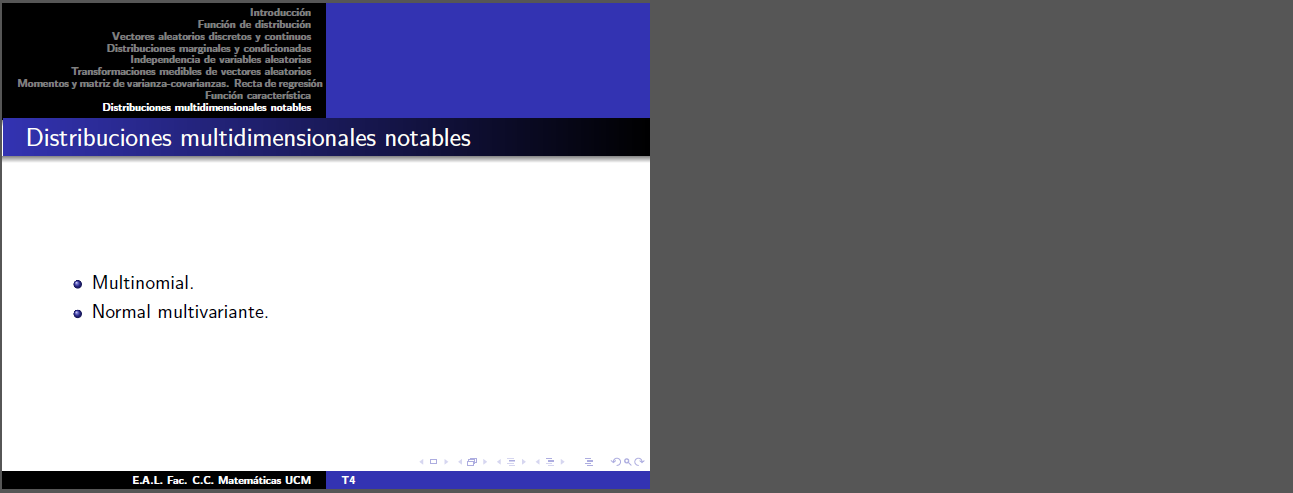 Introducción
Función de distribución
Vectores aleatorios discretos y continuos
Distribuciones marginales y condicionadas
Independencia de variables aleatorias
Transformaciones medibles de vectores aleatorios
Momentos y matriz de varianza-covarianzas. Recta de regresión
Función característica
Distribuciones multidimensionales notables
Distribuciones multidimensionales notables
Multinomial.
Normal multivariante.
E.A.L. Fac. C.C. Matemáticas UCM T4